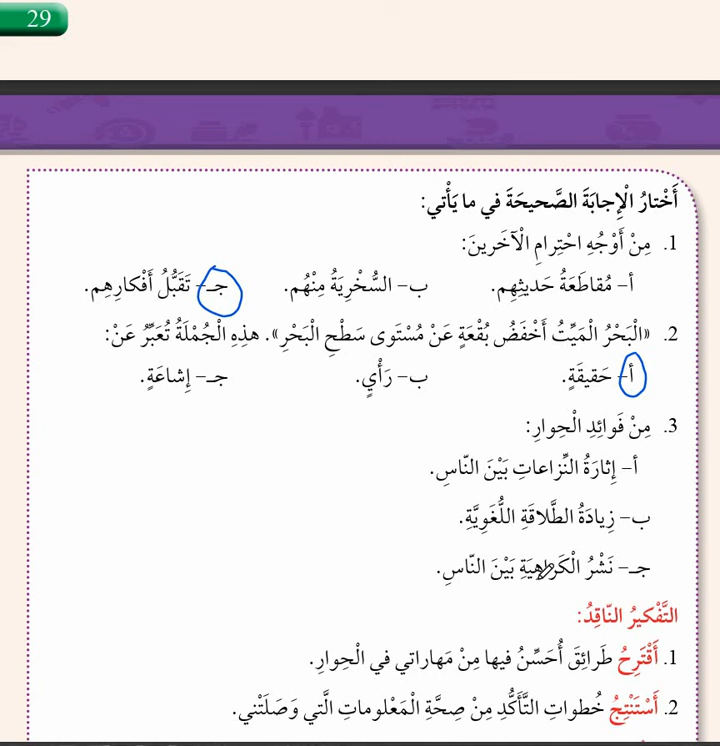 29
أَخْتارُ الْإِجابَةَ الصَّحيحَةَ في ما يَأْتي:
1. مِنْ أَوْجُهِ احْتِرامِ الْآخَرينَ:
أ- مُقاطَعَةُ حَديثِهِم. ب- السُّخْرِيَةُ مِنْهُم. جـ- تَقَبُّلُ أَفْكارِهِم.
2. «الْبَحْرُ الْمَيِّتُ أَخْفَضُ بُقْعَةٍ عَنْ مُسْتَوى سَطْحِ الْبَحْرِ». هذِهِ الْجُمْلَةُ تُعَبِّرُ عَنْ:
أ- حَقيقَةٍ. ب- رَأْيٍ. جـ- إِشاعَةٍ.
3. مِنْ فَوائِدِ الْحِوارِ:
أ- إِثارَةُ النِّزاعاتِ بَيْنَ النّاسِ.
ب- زِيادَةُ الطَّلاقَةِ اللُّغَوِيَّةِ.
جـ- نَشْرُ الْكَراهِيَةِ بَيْنَ النّاسِ.
التَّفْكيرُ النّاقِدُ:
1. أَقْتَرِحُ طَرائِقَ أُحَسِّنُ فيها مِنْ مَهاراتي في الْحِوارِ.
2. أَسْتَنْتِجُ خُطُواتِ التَّأَكُّدِ مِنْ صِحَّةِ الْمَعْلوماتِ الَّتي وَصَلَتْني.